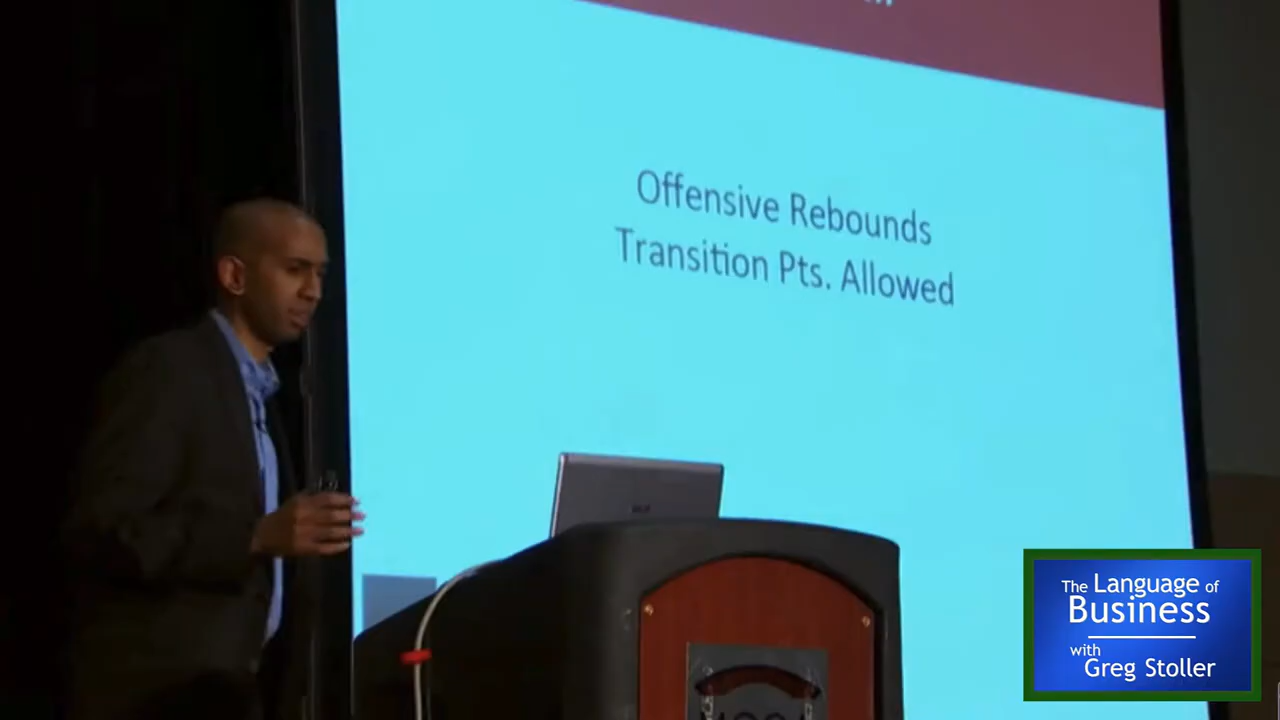 Offensive Rebounds
Transition Pts. Allowed
The Language of
Business
with
Greg Stoller